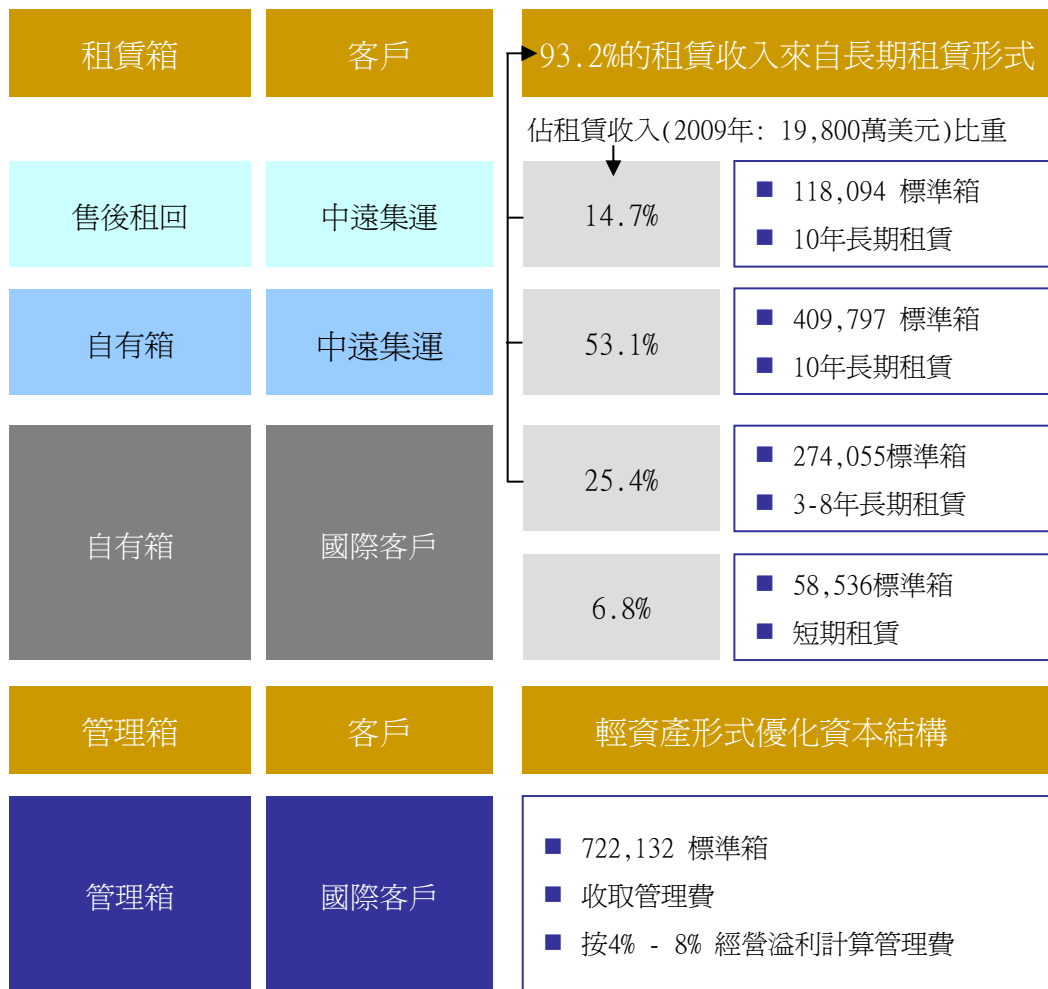 租賃箱
客戶
93.2%的租賃收入來自長期租賃形式
佔租賃收入(2009年: 19,800萬美元)比重
售後租回
中遠集運
14.7%
118,094 標準箱
10年長期租賃
自有箱
中遠集運
53.1%
409,797 標準箱
10年長期租賃
自有箱
國際客戶
25.4%
274,055標準箱
3-8年長期租賃
6.8%
58,536標準箱
短期租賃
管理箱
客戶
輕資產形式優化資本結構
管理箱
國際客戶
722,132 標準箱
收取管理費
按4% - 8% 經營溢利計算管理費